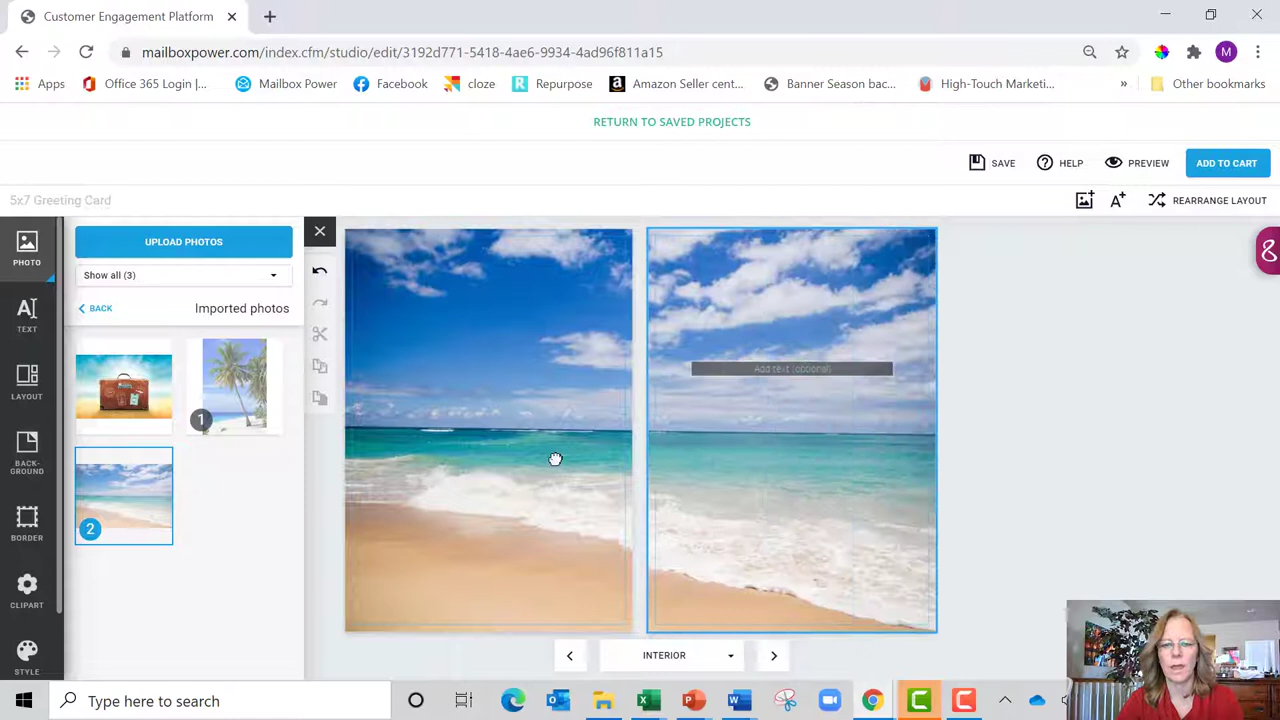 Customer Engagement Platform
mailboxpower.com/index.cfm/studio/edit/3192d771-5418-4ae6-9934-4ad96f811a15
M
Apps
Office 365 Login |...
Mailbox Power
Facebook
cloze
Repurpose
Amazon Seller cent...
Banner Season bac...
High-Touch Marketi...
»
Other bookmarks
RETURN TO SAVED PROJECTS
SAVE
HELP
PREVIEW
ADD TO CART
5x7 Greeting Card
REARRANGE LAYOUT
PHOTO
TEXT
LAYOUT
BACK-
GROUND
BORDER
CLIPART
STYLE
UPLOAD PHOTOS
Show all (3)
BACK
Imported photos
1
2
Add text (optional)
INTERIOR
Type here to search